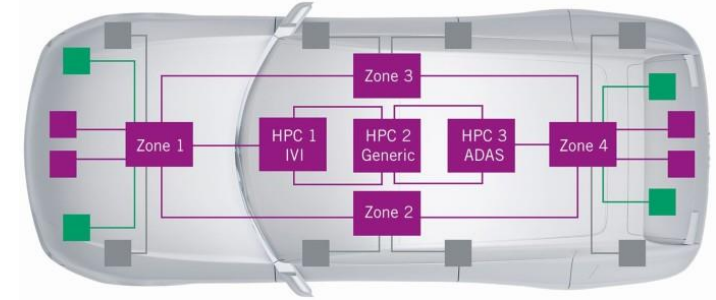 Zone 3
Zone 1
HPC 1
IVI
HPC 2
Generic
HPC 3
ADAS
Zone 4
Zone 2